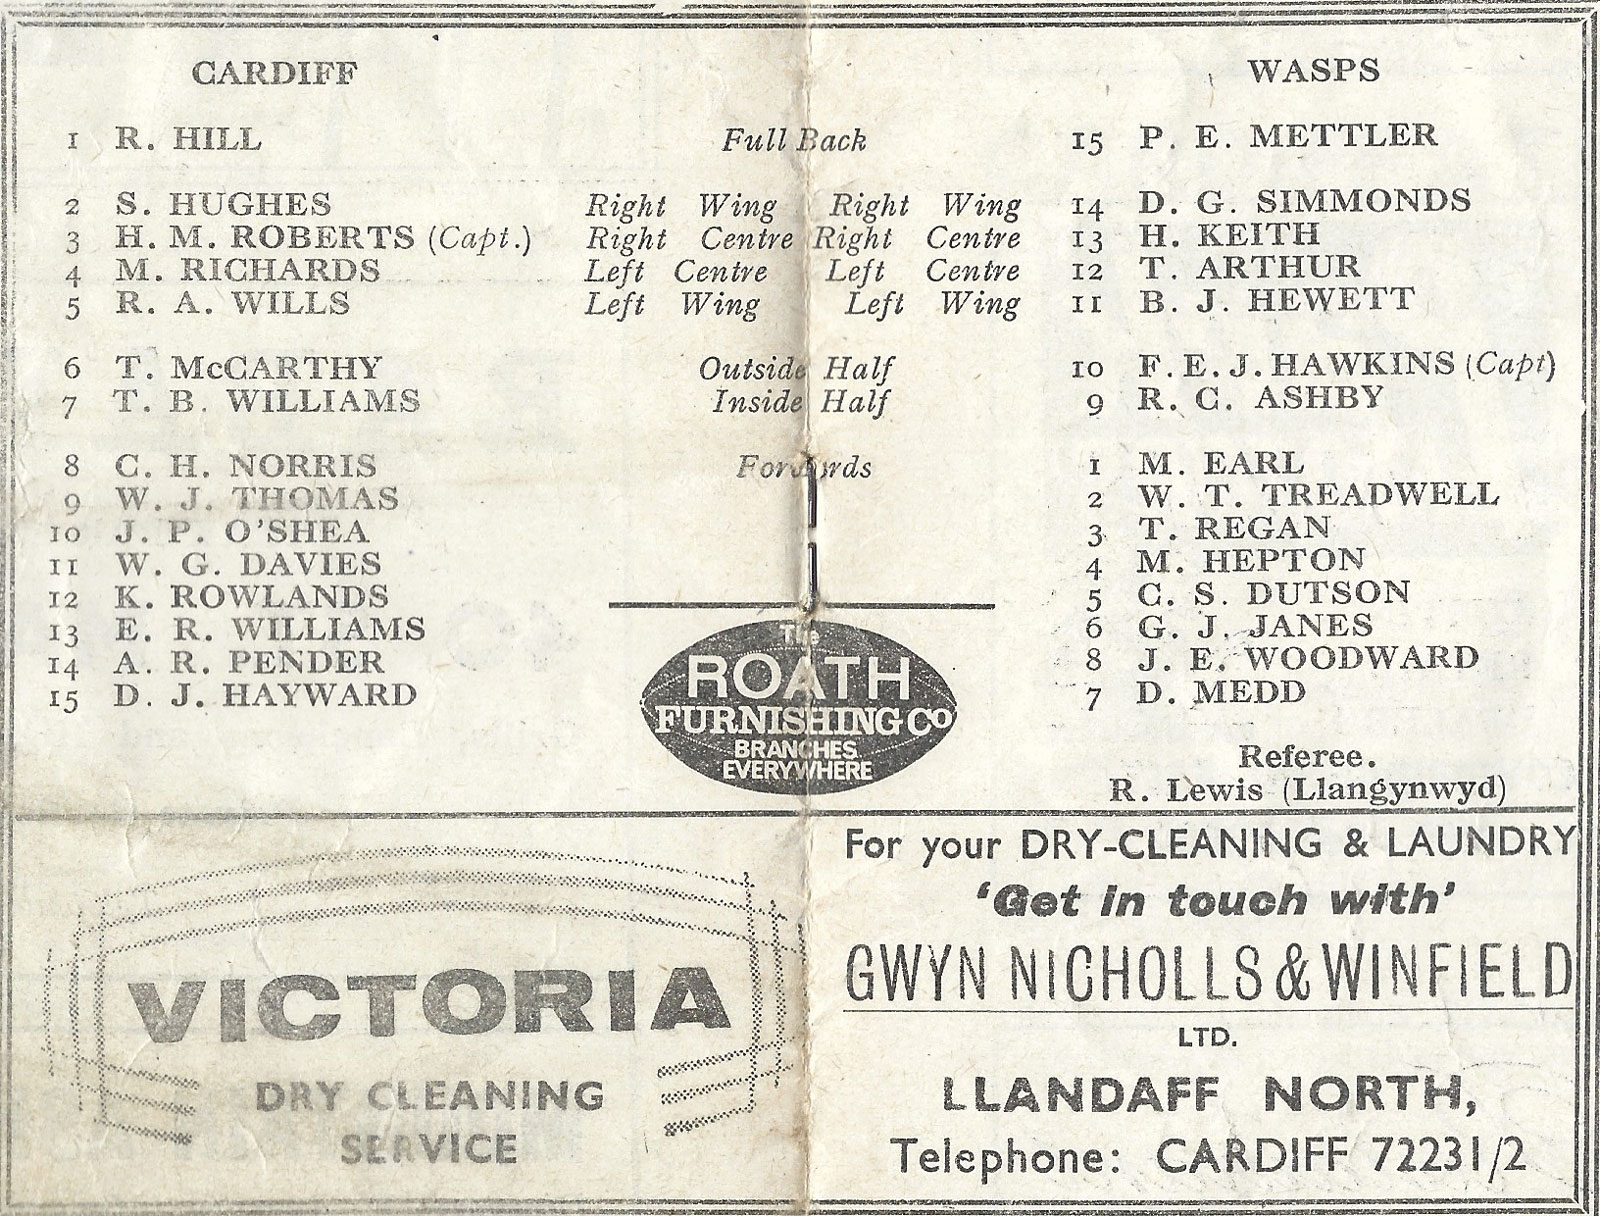 CARDIFF WASPS
1 R. HILL Full Back 15 P. E. METTLER
2 S. HUGHES Right Wing Right Wing 14 D. G. SIMMONDS
3 H. M. ROBERTS (Capt.) Right Centre Right Centre 13 H. KEITH
4 M. RICHARDS Left Centre Left Centre 12 T. ARTHUR
5 R. A. WILLS Left Wing Left Wing 11 B. J. HEWETT
6 T. McCARTHY Outside Half 10 F. E. J. HAWKINS (Capt)
7 T. B. WILLIAMS Inside Half 9 R. C. ASHBY
8 C. H. NORRIS Forwards 1 M. EARL
9 W. J. THOMAS 2 W. T. TREADWELL
10 J. P. O'SHEA 3 T. REGAN
11 W. G. DAVIES 4 M. HEPTON
12 K. ROWLANDS 5 C. S. DUTSON
13 E. R. WILLIAMS 6 G. J. JANES
14 A. R. PENDER 8 J. E. WOODWARD
15 D. J. HAYWARD 7 D. MEDD
The
ROATH
FURNISHING CO
BRANCHES
EVERYWHERE
Referee.
R. Lewis (Llangynwyd)
VICTORIA
DRY CLEANING
SERVICE
For your DRY-CLEANING & LAUNDRY
'Get in touch with'
GWYN NICHOLLS & WINFIELD
LTD.
LLANDAFF NORTH,
Telephone: CARDIFF 72231/2